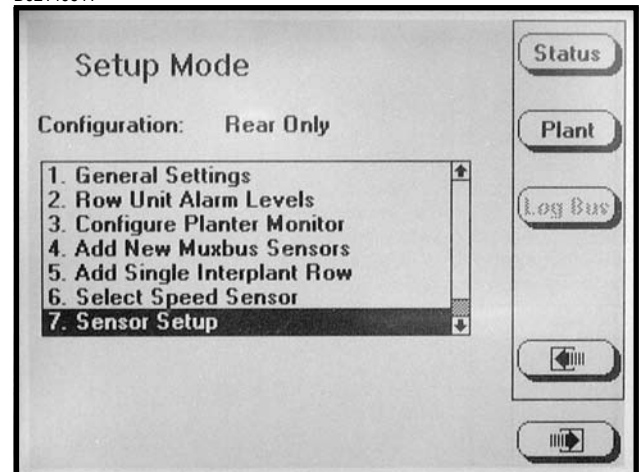 Setup Mode
Status
Configuration: Rear Only
Plant
1. General Settings
2. Row Unit Alarm Levels
3. Configure Planter Monitor
4. Add New Muxbus Sensors
5. Add Single Interplant Row
6. Select Speed Sensor
7. Sensor Setup
Log Bus